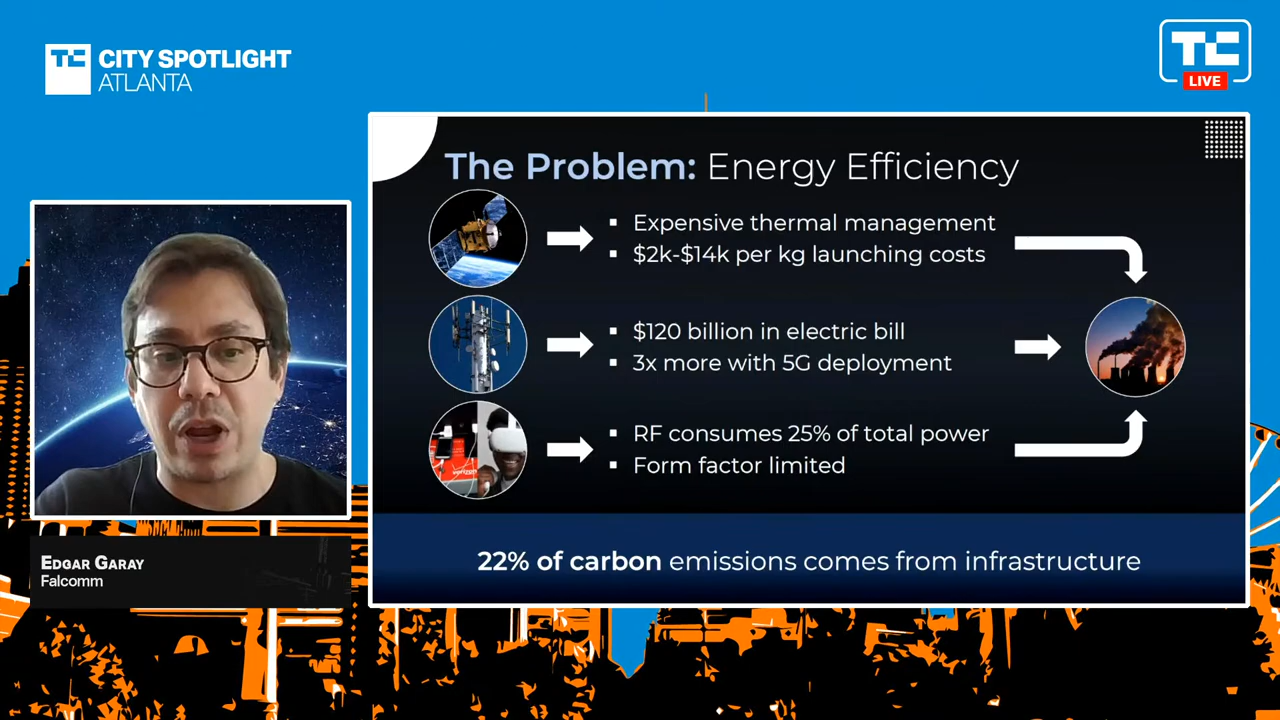 TC CITY SPOTLIGHT
ATLANTA
TC
LIVE
The Problem: Energy Efficiency
▪ Expensive thermal management
▪ $2k-$14k per kg launching costs
▪ $120 billion in electric bill
▪ 3x more with 5G deployment
▪ RF consumes 25% of total power
▪ Form factor limited
verizon
22% of carbon emissions comes from infrastructure
EDGAR GARAY
Falcomm